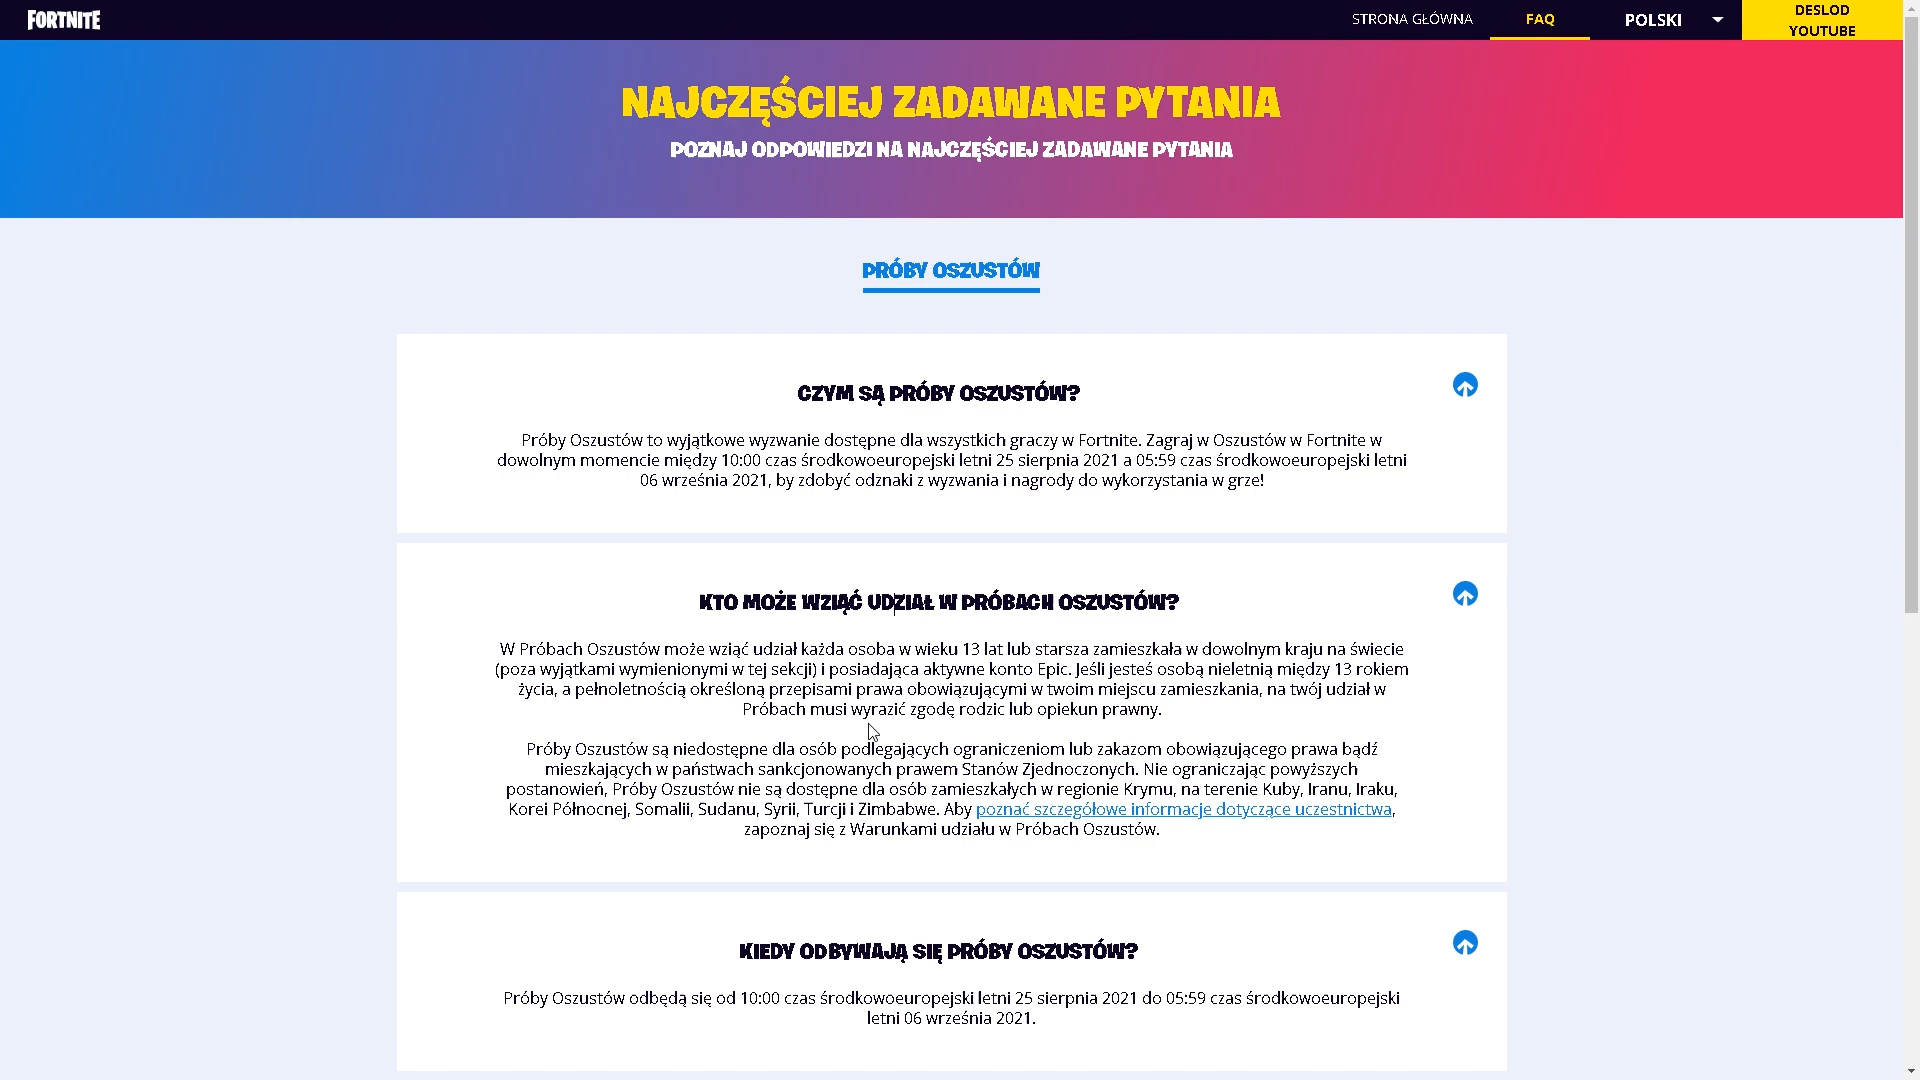 FORTNITE
STRONA GŁÓWNA
FAQ
POLSKI
DESLOD
YOUTUBE
NAJCZĘŚCIEJ ZADAWANE PYTANIA
POZNAJ ODPOWIEDZI NA NAJCZĘŚCIEJ ZADAWANE PYTANIA
PRÓBY OSZUSTÓW
CZYM SĄ PRÓBY OSZUSTÓW?
Próby Oszustów to wyjątkowe wyzwanie dostępne dla wszystkich graczy w Fortnite. Zagraj w Oszustów w Fortnite w
dowolnym momencie między 10:00 czas środkowoeuropejski letni 25 sierpnia 2021 a 05:59 czas środkowoeuropejski letni
06 września 2021, by zdobyć odznaki z wyzwania i nagrody do wykorzystania w grze!
KTO MOŻE WZIĄĆ UDZIAŁ W PRÓBACH OSZUSTÓW?
W Próbach Oszustów może wziąć udział każda osoba w wieku 13 lat lub starsza zamieszkała w dowolnym kraju na świecie
(poza wyjątkami wymienionymi w tej sekcji) i posiadająca aktywne konto Epic. Jeśli jesteś osobą nieletnią między 13 rokiem
życia, a pełnoletnością określoną przepisami prawa obowiązującymi w twoim miejscu zamieszkania, na twój udział w
Próbach musi wyrazić zgodę rodzic lub opiekun prawny.
Próby Oszustów są niedostępne dla osób podlegających ograniczeniom lub zakazom obowiązującego prawa bądź
mieszkających w państwach sankcjonowanych prawem Stanów Zjednoczonych. Nie ograniczając powyższych
postanowień, Próby Oszustów nie są dostępne dla osób zamieszkałych w regionie Krymu, na terenie Kuby, Iranu, Iraku,
Korei Północnej, Somalii, Sudanu, Syrii, Turcji i Zimbabwe. Aby poznać szczegółowe informacje dotyczące uczestnictwa,
zapoznaj się z Warunkami udziału w Próbach Oszustów.
KIEDY ODBYWAJĄ SIĘ PRÓBY OSZUSTÓW?
Próby Oszustów odbędą się od 10:00 czas środkowoeuropejski letni 25 sierpnia 2021 do 05:59 czas środkowoeuropejski
letni 06 września 2021.